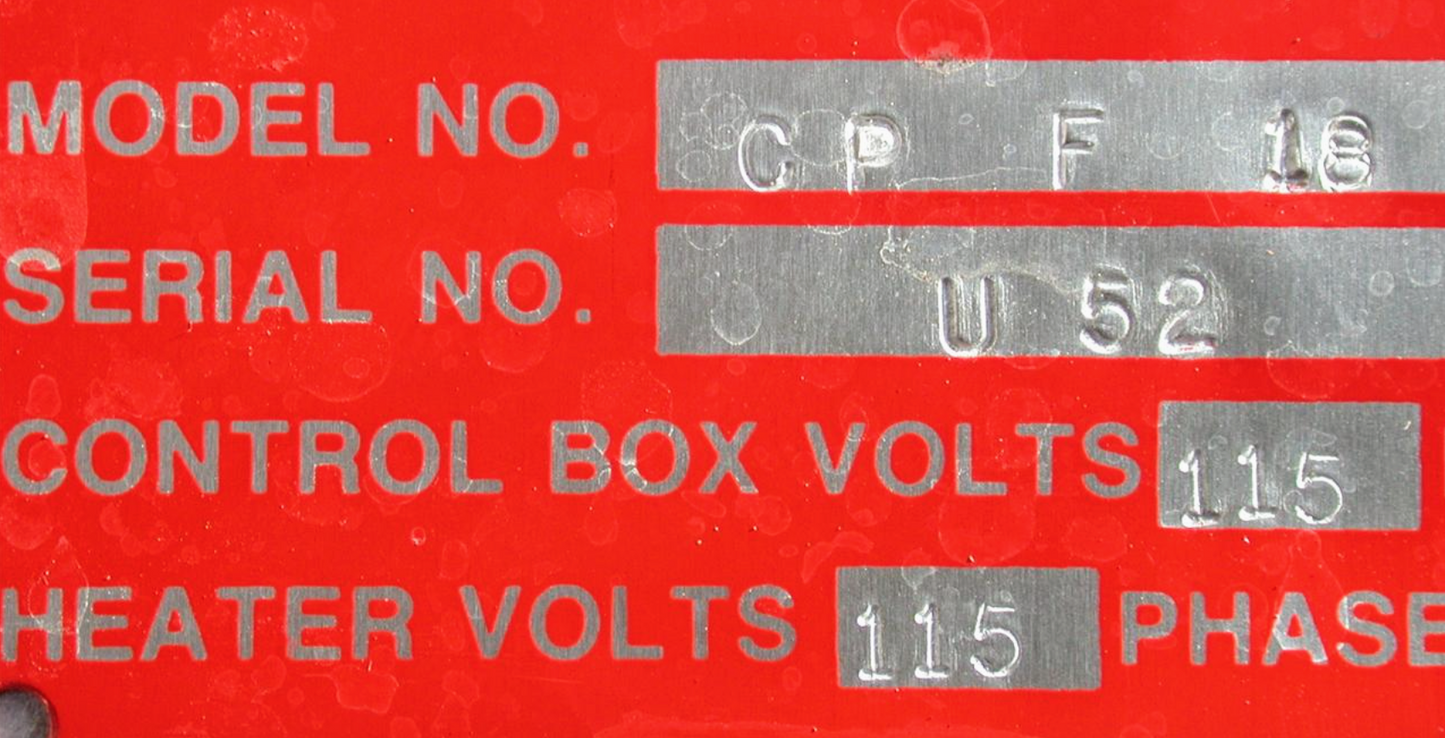 MODEL NO. CP F 18
SERIAL NO. U 52
CONTROL BOX VOLTS 115
HEATER VOLTS 115 PHASE